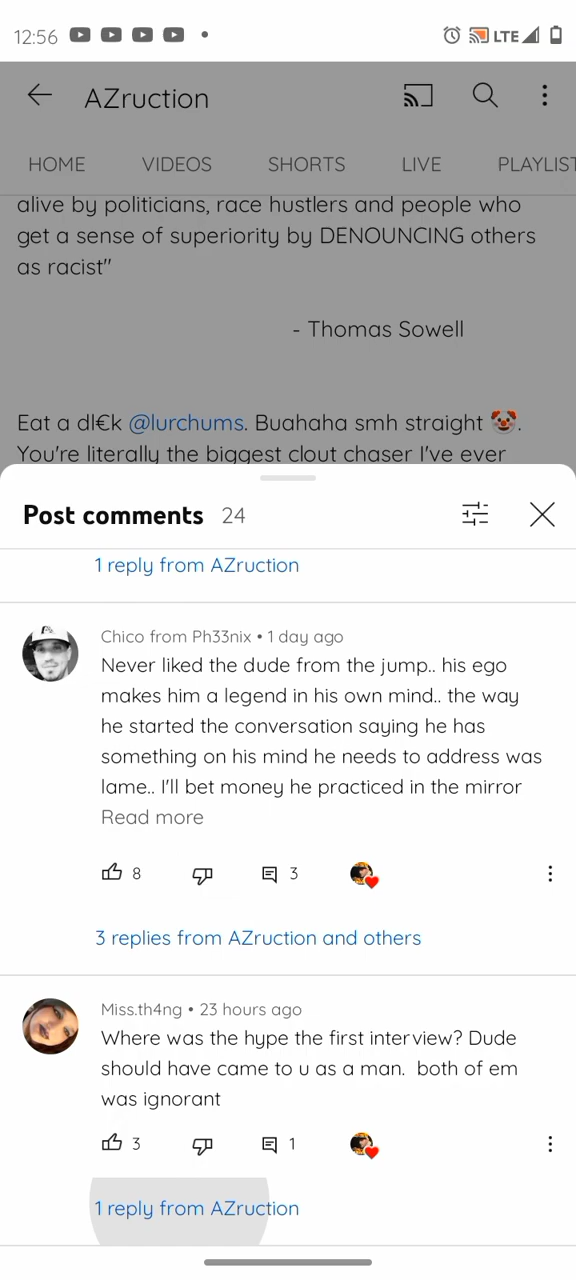 12:56 LTE
AZruction
HOME VIDEOS SHORTS LIVE PLAYLIST
alive by politicians, race hustlers and people who
get a sense of superiority by DENOUNCING others
as racist"
- Thomas Sowell
Eat a dl€k @lurchums. Buahaha smh straight 🤡.
You're literally the biggest clout chaser I've ever
Post comments 24
1 reply from AZruction
Chico from Ph33nix • 1 day ago
Never liked the dude from the jump.. his ego
makes him a legend in his own mind.. the way
he started the conversation saying he has
something on his mind he needs to address was
lame.. I'll bet money he practiced in the mirror
Read more
8 3
3 replies from AZruction and others
Miss.th4ng • 23 hours ago
Where was the hype the first interview? Dude
should have came to u as a man.  both of em
was ignorant
3 1
1 reply from AZruction